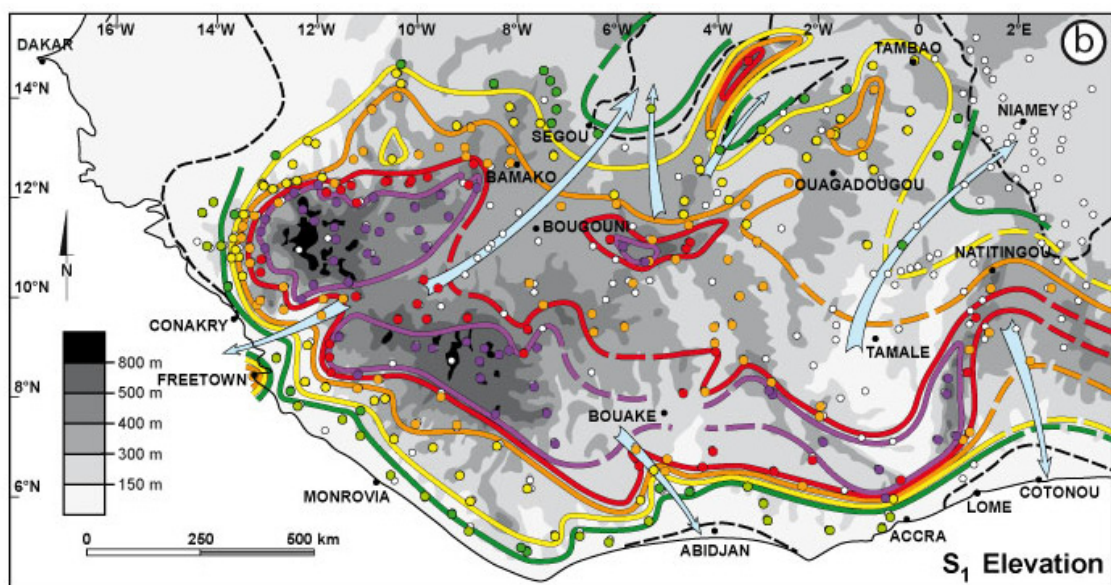 16°W 14°W 12°W 10°W 8°W 6°W 4°W 2°W 0 2°E
b
DAKAR
TAMBAO
14°N
NIAMEY
SEGOU
BAMAKO
12°N
OUAGADOUGOU
BOUGOUNI
N
NATITINGOU
10°N
CONAKRY
TAMALE
800 m
FREETOWN
8°N
500 m
BOUAKE
400 m
300 m
150 m
6°N
MONROVIA
COTONOU
LOME
ACCRA
0 250 500 km
ABIDJAN
S₁ Elevation